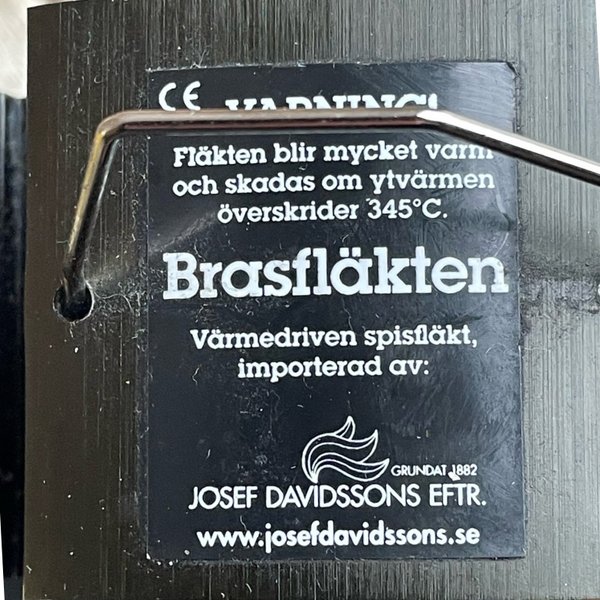 CE VARNING!
Fläkten blir mycket varm
och skadas om ytvärmen
överskrider 345°C.
Brasfläkten
Värmedriven spisfläkt,
importerad av:
GRUNDAT 1882
JOSEF DAVIDSSONS EFTR.
www.josefdavidssons.se